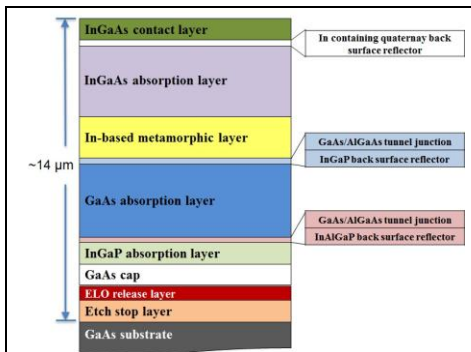 InGaAs contact layer
In containing quaternay back
surface reflector
InGaAs absorption layer
In-based metamorphic layer
GaAs/AlGaAs tunnel junction
InGaP back surface reflector
~14 µm
GaAs absorption layer
GaAs/AlGaAs tunnel junction
InAlGaP back surface reflector
InGaP absorption layer
GaAs cap
ELO release layer
Etch stop layer
GaAs substrate